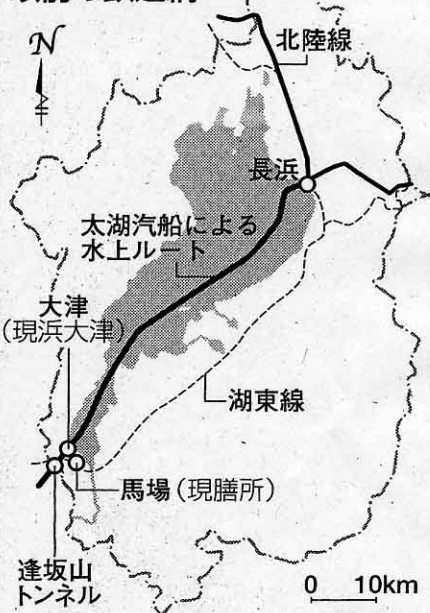 N
北陸線
長浜
太湖汽船による
水上ルート
大津
(現浜大津)
湖東線
馬場(現膳所)
逢坂山
トンネル
0 10km